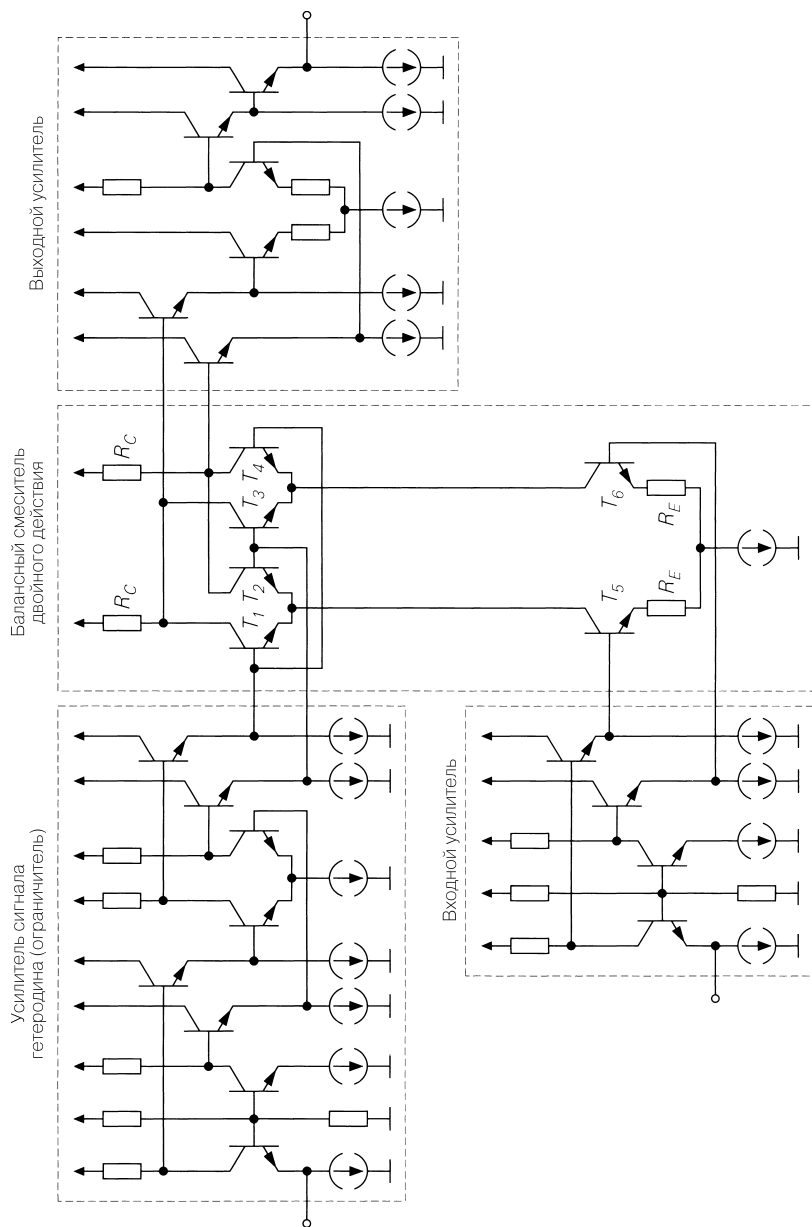 Выходной усилитель
Балансный смеситель
двойного действия
R_C
R_C
T_1
T_2
T_3
T_4
T_5
T_6
R_E
R_E
Усилитель сигнала
гетеродина (ограничитель)
Входной усилитель